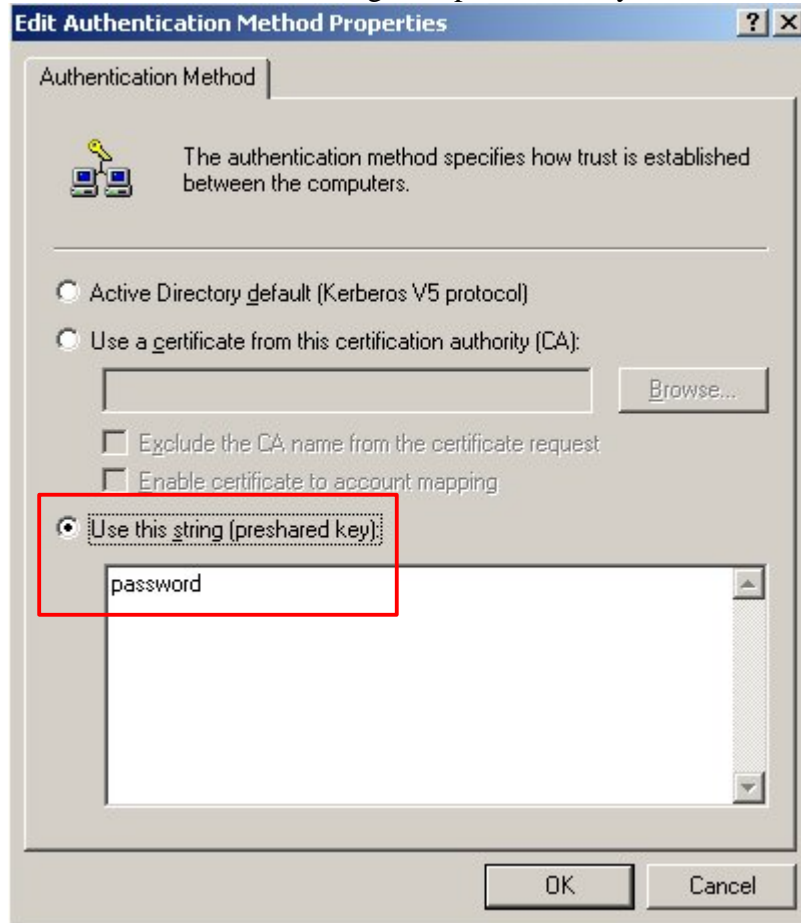 Edit Authentication Method Properties
Authentication Method
The authentication method specifies how trust is established
between the computers.
Active Directory default (Kerberos V5 protocol)
Use a certificate from this certification authority (CA):
Browse...
Exclude the CA name from the certificate request
Enable certificate to account mapping
Use this string (preshared key):
password
OK
Cancel